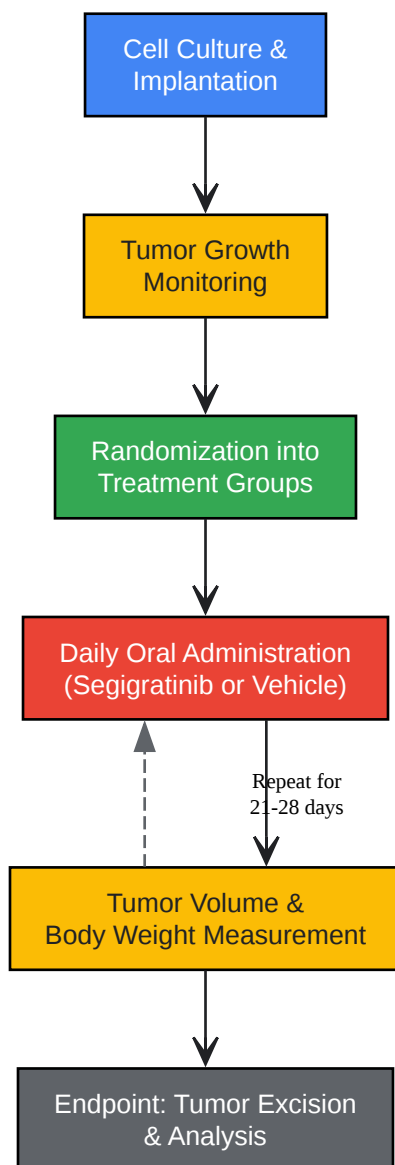 Cell Culture &
Implantation
Tumor Growth
Monitoring
Randomization into
Treatment Groups
Daily Oral Administration
(Segigratinib or Vehicle)
Repeat for
21-28 days
Tumor Volume &
Body Weight Measurement
Endpoint: Tumor Excision
& Analysis